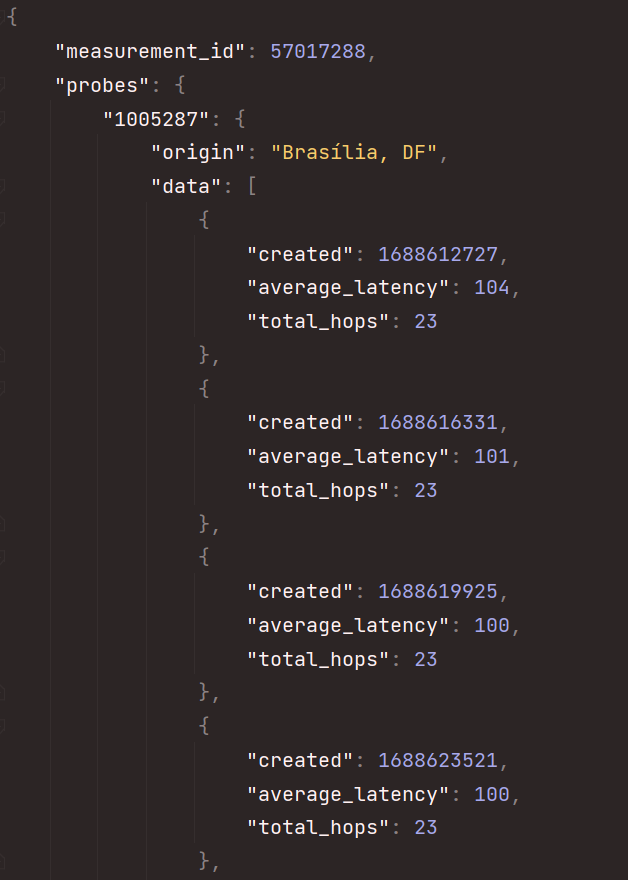 {
"measurement_id": 57017288,
"probes": {
"1005287": {
"origin": "Brasília, DF",
"data": [
{
"created": 1688612727,
"average_latency": 104,
"total_hops": 23
},
{
"created": 1688616331,
"average_latency": 101,
"total_hops": 23
},
{
"created": 1688619925,
"average_latency": 100,
"total_hops": 23
},
{
"created": 1688623521,
"average_latency": 100,
"total_hops": 23
},